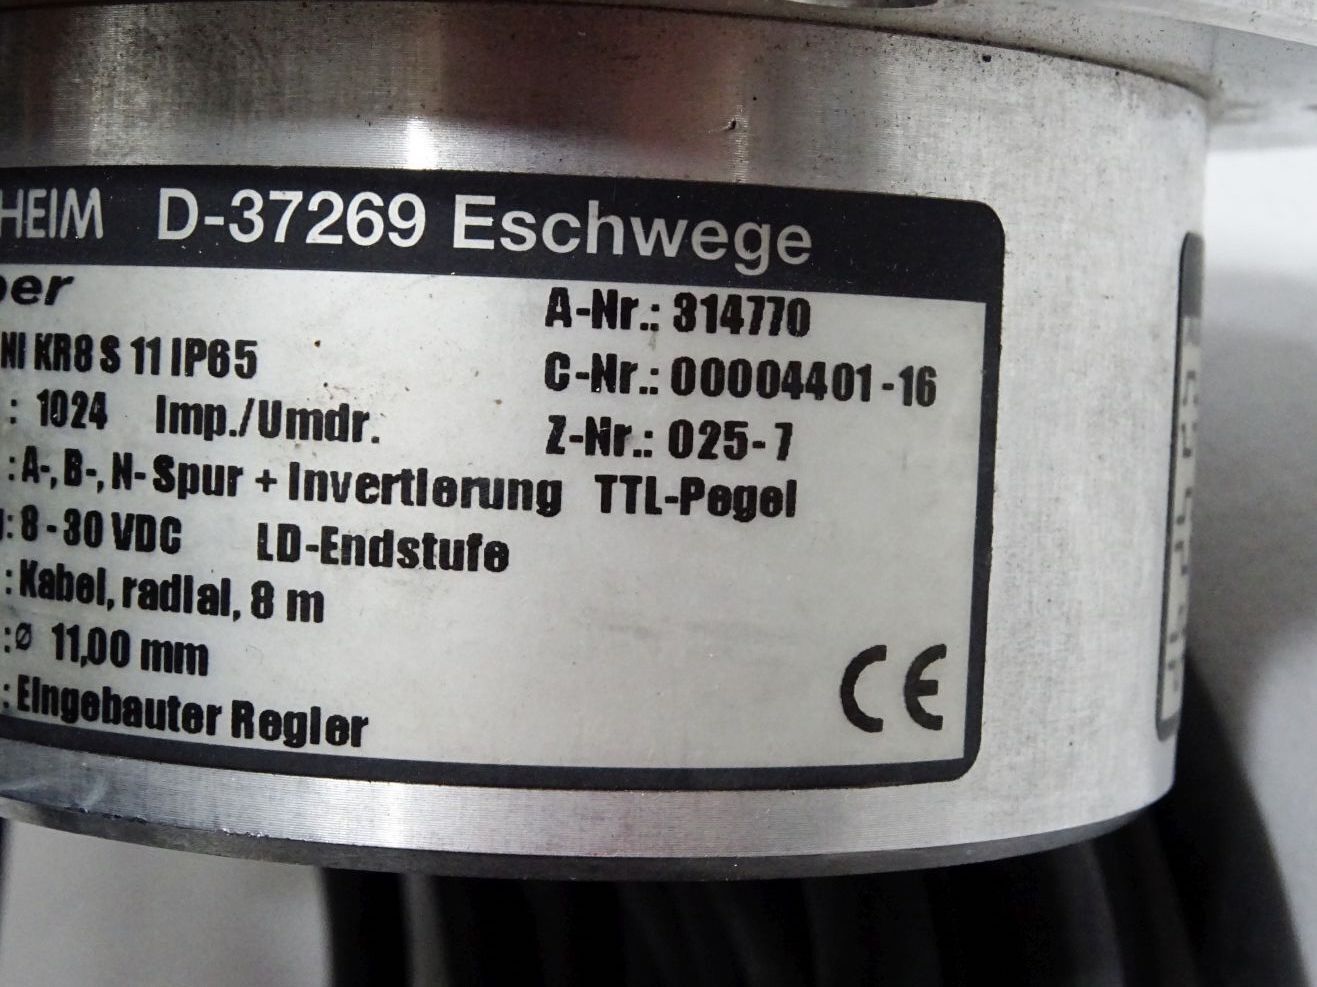 HEIM D-37269 Eschwege
ber
A-Nr.: 314770
NI KR8 S 11 IP65
C-Nr.: 00004401-16
: 1024 Imp./Umdr.
Z-Nr.: 025-7
:A-, B-, N- Spur + Invertierung TTL-Pegel
g: 8 - 30 VDC LD-Endstufe
: Kabel, radial, 8 m
:ø 11,00 mm
: Eingebauter Regler
CE